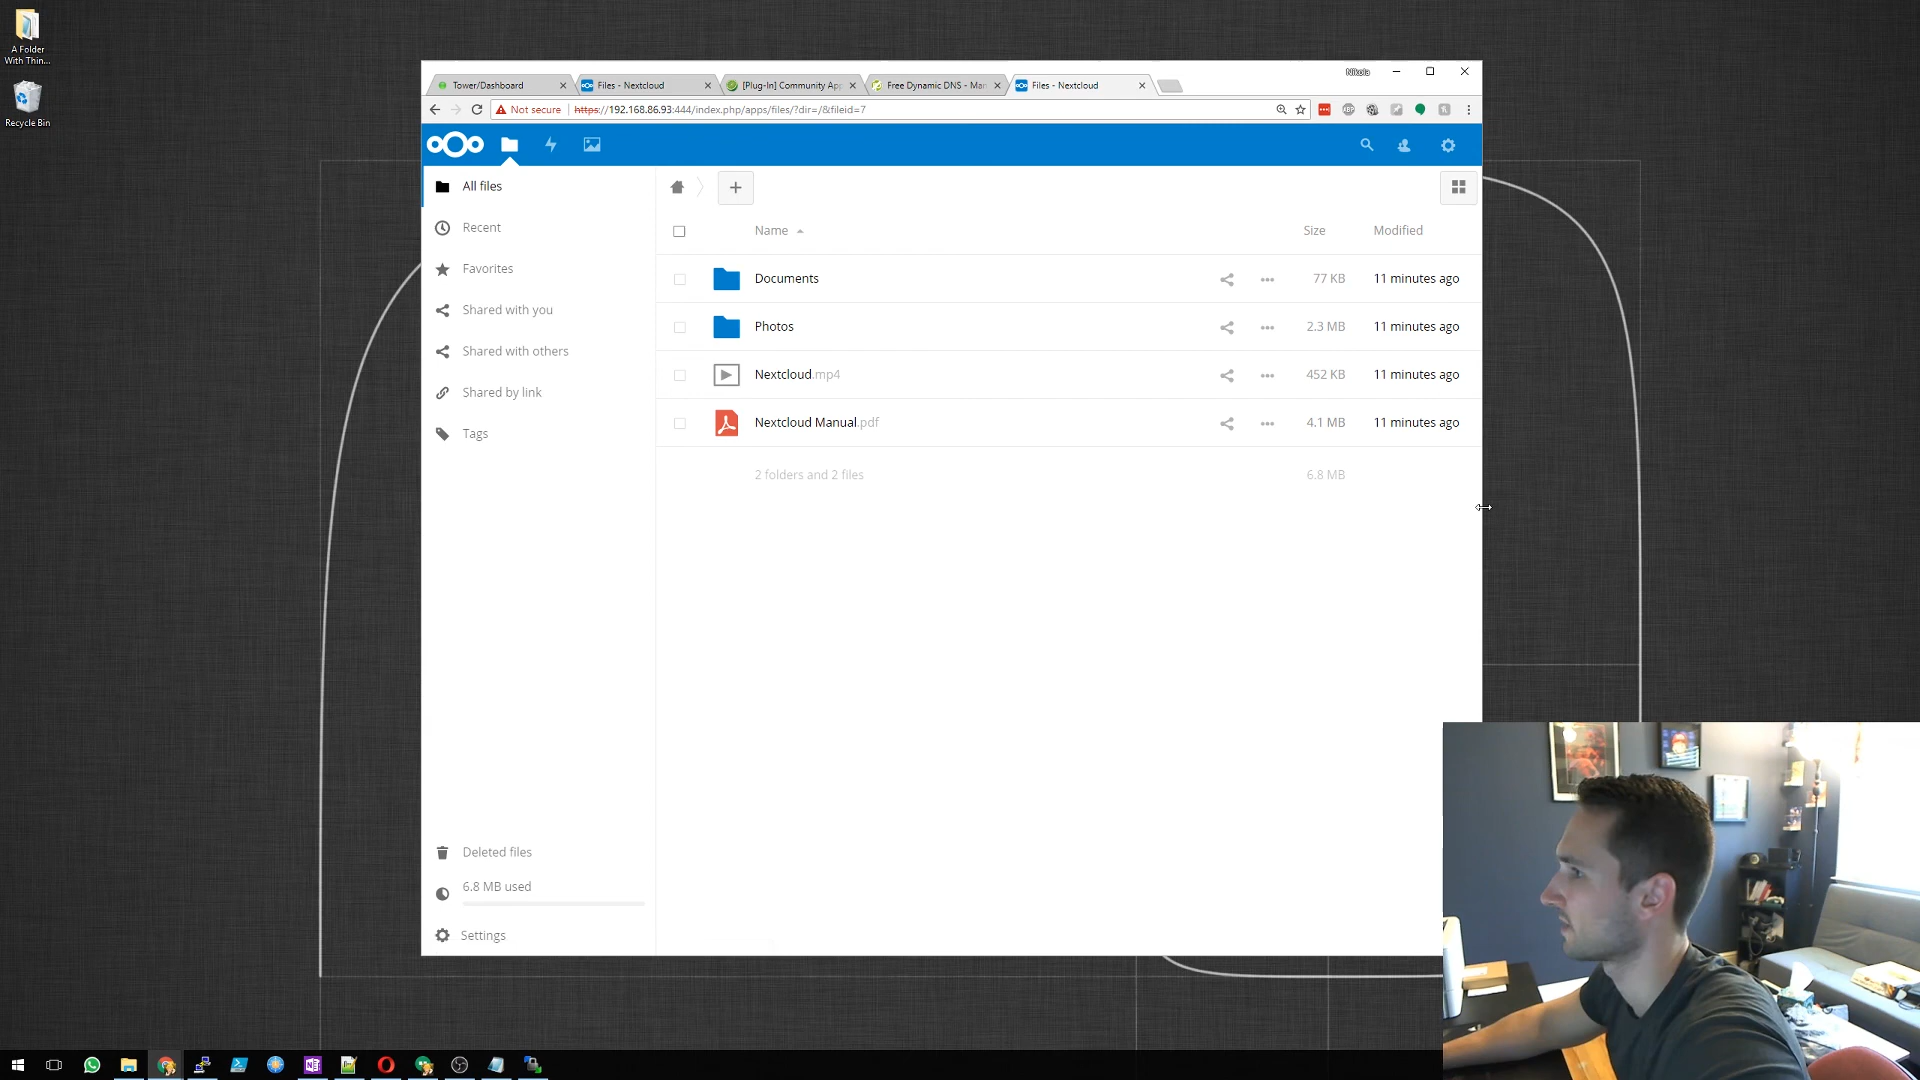 A Folder
With Thin...
Recycle Bin
Nikola
Tower/Dashboard
Files - Nextcloud
[Plug-In] Community App
Free Dynamic DNS - Man
Files - Nextcloud
Not secure
https://192.168.86.93:444/index.php/apps/files/?dir=/&fileid=7
All files
Recent
Favorites
Shared with you
Shared with others
Shared by link
Tags
Name
Size
Modified
Documents
77 KB
11 minutes ago
Photos
2.3 MB
11 minutes ago
Nextcloud.mp4
452 KB
11 minutes ago
Nextcloud Manual.pdf
4.1 MB
11 minutes ago
2 folders and 2 files
6.8 MB
Deleted files
6.8 MB used
Settings